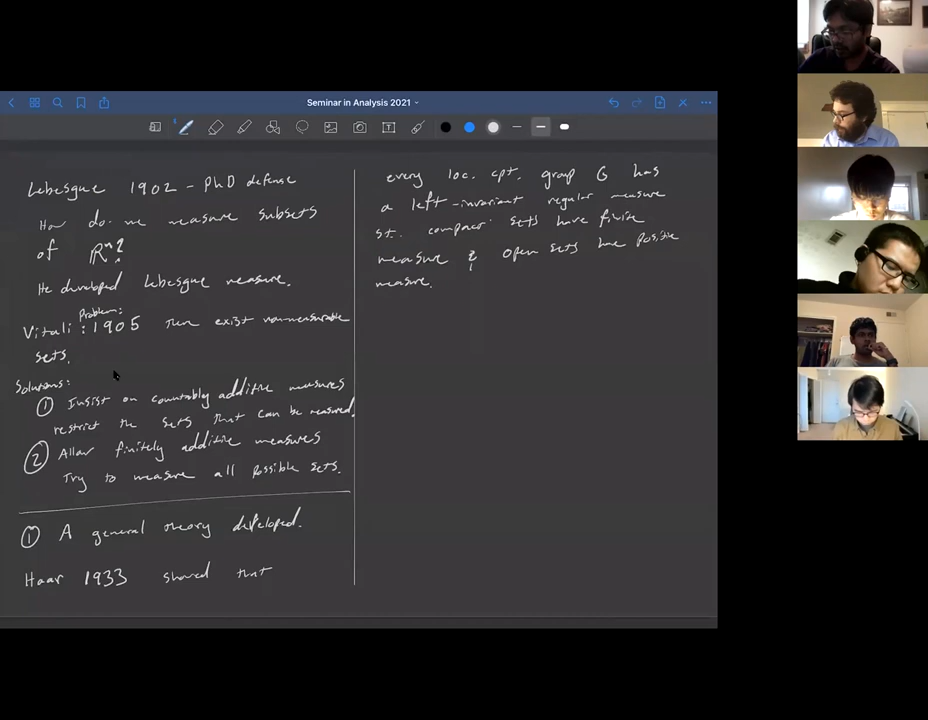 Seminar in Analysis 2021
Lebesgue 1902 - PhD defense
How do we measure subsets
of ℝⁿ?
He developed Lebesgue measure.
Problem:
Vitali: 1905 There exist non-measurable
sets.
Solutions:
① Insist on countably additive measures
restrict the sets that can be measured.
② Allow finitely additive measures
Try to measure all possible sets.
① A general theory developed.
Haar 1933 showed that
every loc. cpt. group G has
a left-invariant regular measure
st. compact sets have finite
measure & open sets have positive
measure.